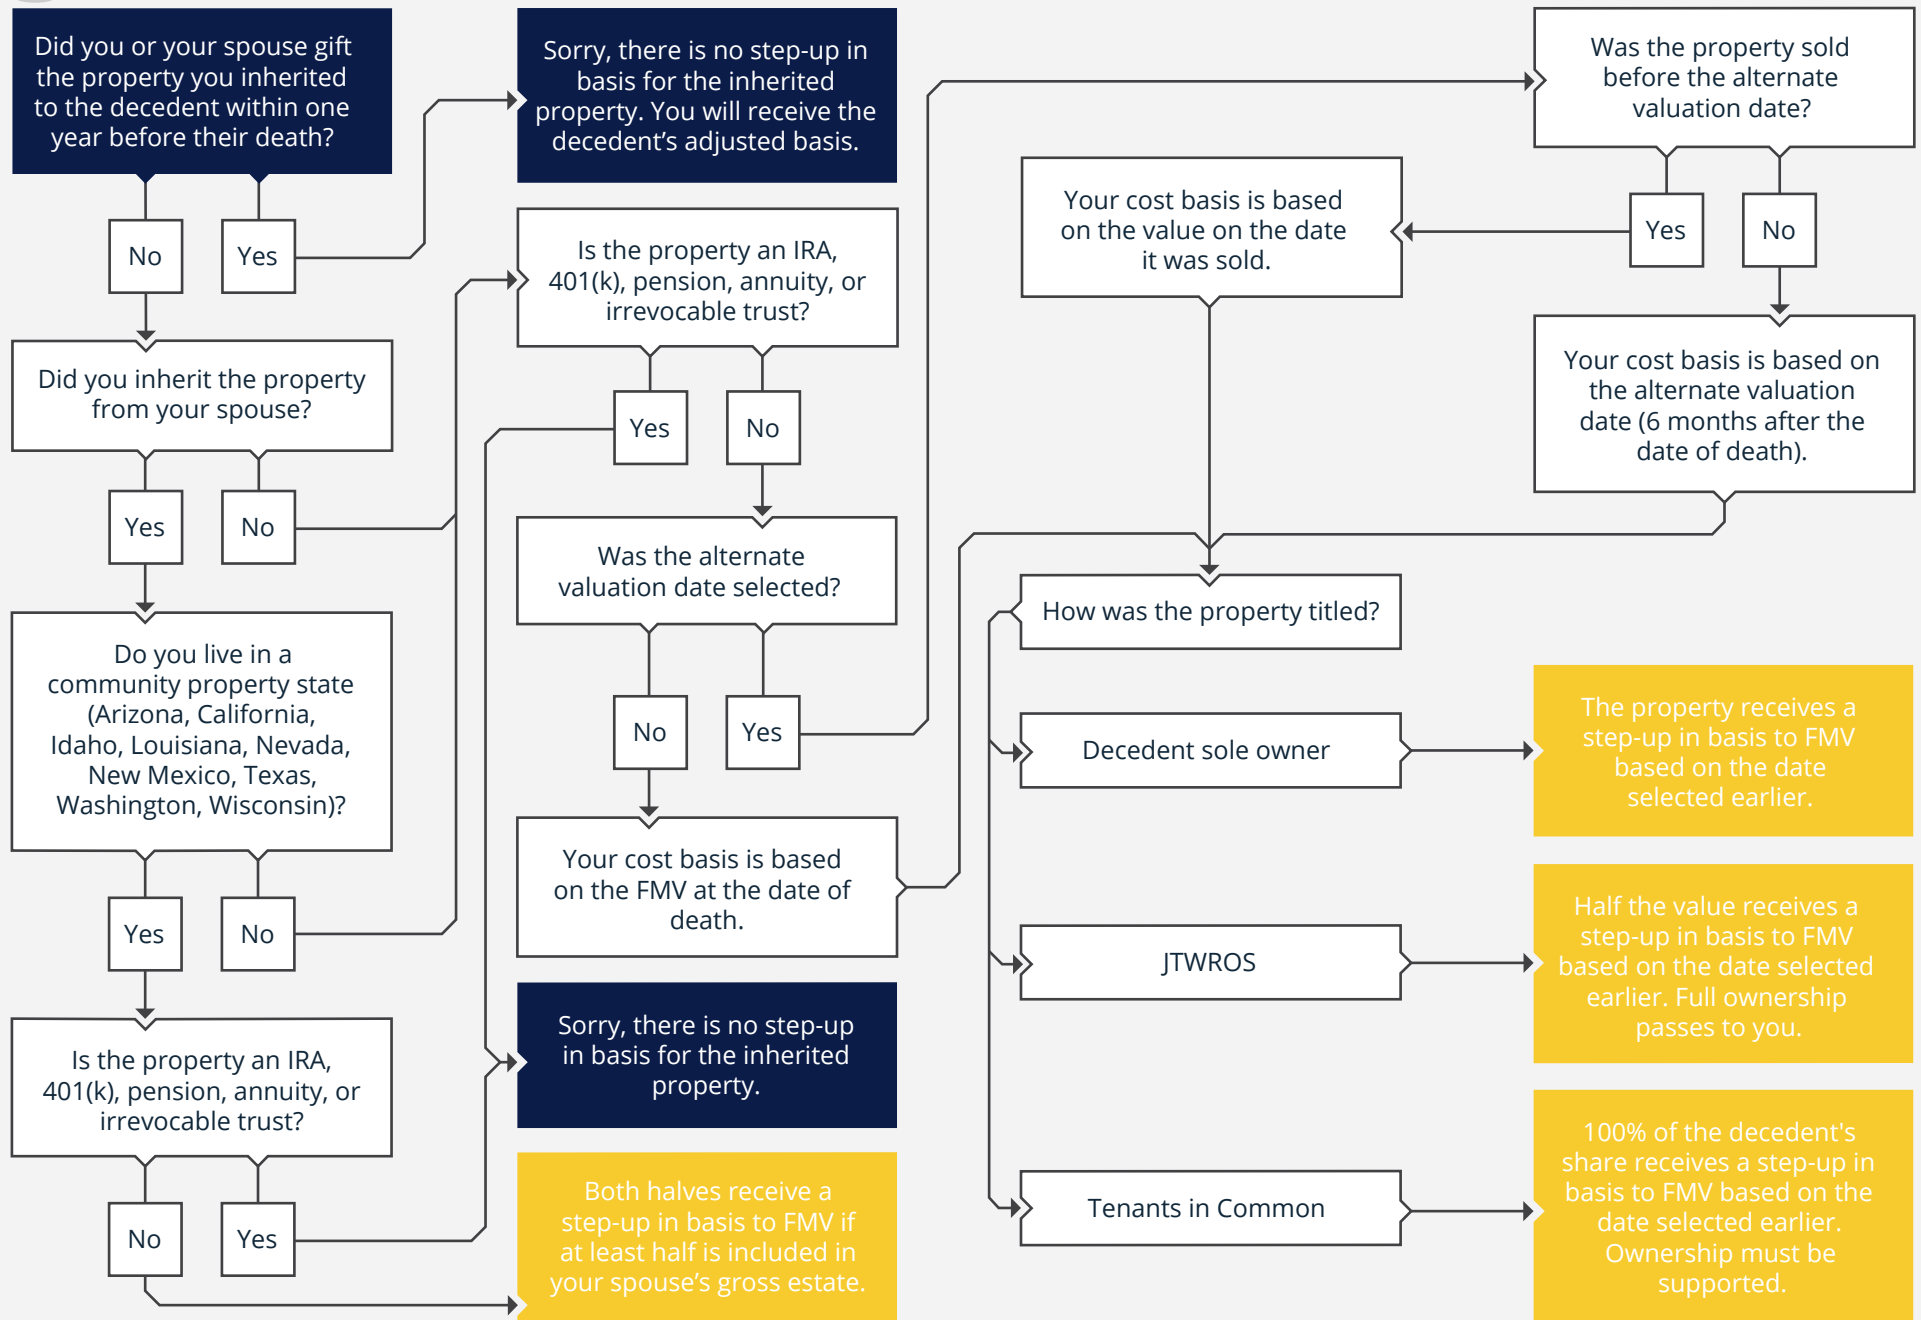 Did you or your spouse gift
the property you inherited
to the decedent within one
year before their death?
No
Yes
Did you inherit the property
from your spouse?
Yes
No
Do you live in a
community property state
(Arizona, California,
Idaho, Louisiana, Nevada,
New Mexico, Texas,
Washington, Wisconsin)?
Yes
No
Is the property an IRA,
401(k), pension, annuity, or
irrevocable trust?
No
Yes
Sorry, there is no step-up in
basis for the inherited
property. You will receive the
decedent’s adjusted basis.
Is the property an IRA,
401(k), pension, annuity, or
irrevocable trust?
Yes
No
Was the alternate
valuation date selected?
No
Yes
Your cost basis is based
on the FMV at the date of
death.
Sorry, there is no step-up
in basis for the inherited
property.
Both halves receive a
step-up in basis to FMV if
at least half is included in
your spouse’s gross estate.
Was the property sold
before the alternate
valuation date?
Yes
No
Your cost basis is based
on the value on the date
it was sold.
Your cost basis is based on
the alternate valuation
date (6 months after the
date of death).
How was the property titled?
Decedent sole owner
The property receives a
step-up in basis to FMV
based on the date
selected earlier.
JTWROS
Half the value receives a
step-up in basis to FMV
based on the date selected
earlier. Full ownership
passes to you.
Tenants in Common
100% of the decedent's
share receives a step-up in
basis to FMV based on the
date selected earlier.
Ownership must be
supported.